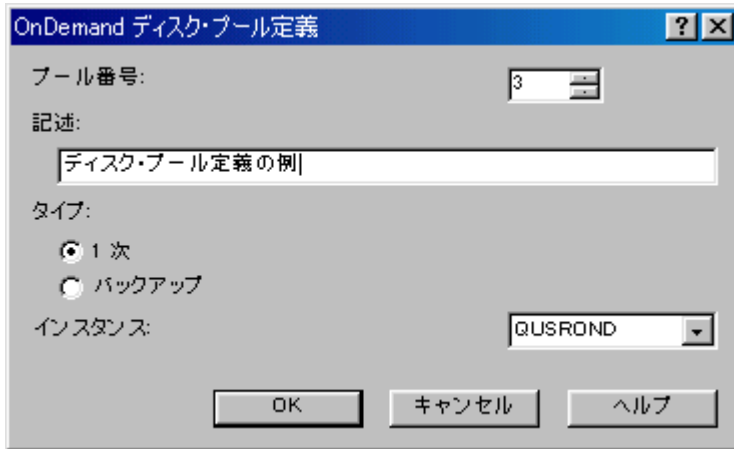 OnDemand ディスク・プール定義
プール番号:
3
記述:
ディスク・プール定義の例
タイプ:
1 次
バックアップ
インスタンス:
QUSROND
OK
キャンセル
ヘルプ